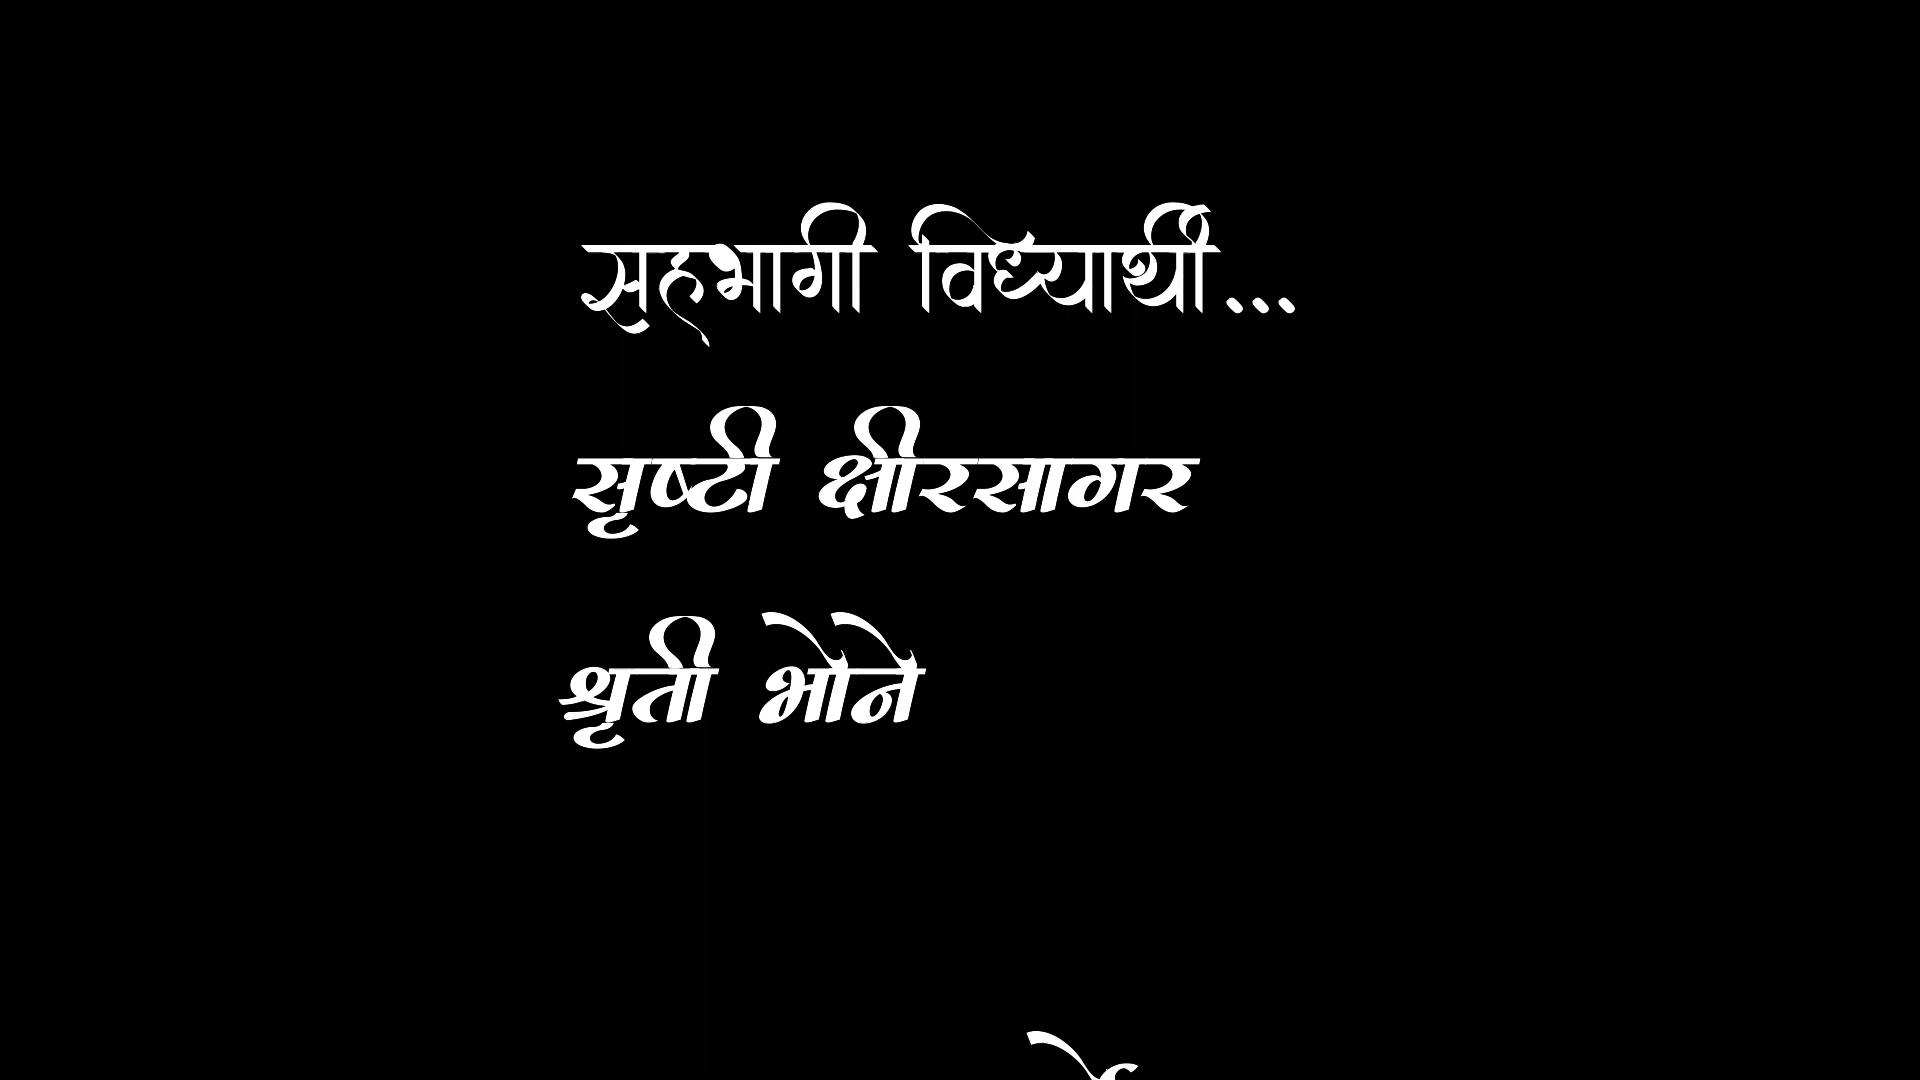 सहभागी विध्यार्थी...
सृष्टी क्षीरसागर
श्रृती भोने